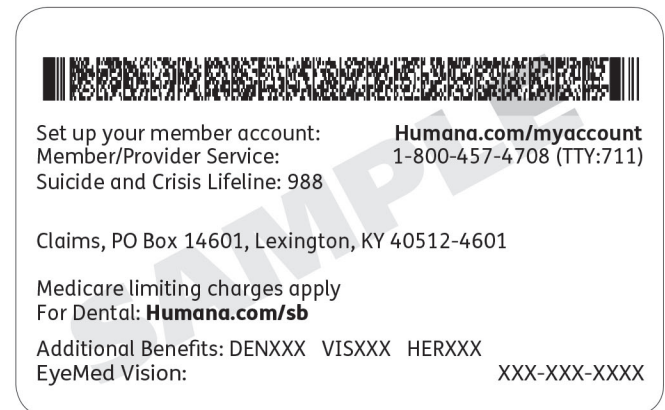 Set up your member account: Humana.com/myaccount
Member/Provider Service: 1-800-457-4708 (TTY:711)
Suicide and Crisis Lifeline: 988
Claims, PO Box 14601, Lexington, KY 40512-4601
Medicare limiting charges apply
For Dental: Humana.com/sb
Additional Benefits: DENXXX VISXXX HERXXX
EyeMed Vision: XXX-XXX-XXXX
SAMPLE